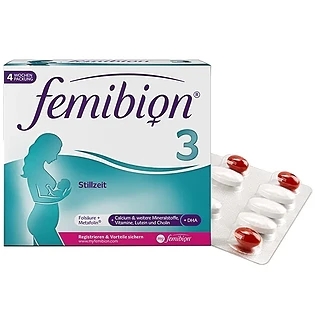 4 WOCHEN
PACKUNG
femibion®
3
Stillzeit
Folsäure +
Metafolin®
Calcium & weitere Mineralstoffe,
Vitamine, Lutein und Cholin
+ DHA
Registrieren & Vorteile sichern
www.myfemibion.com
my femibion